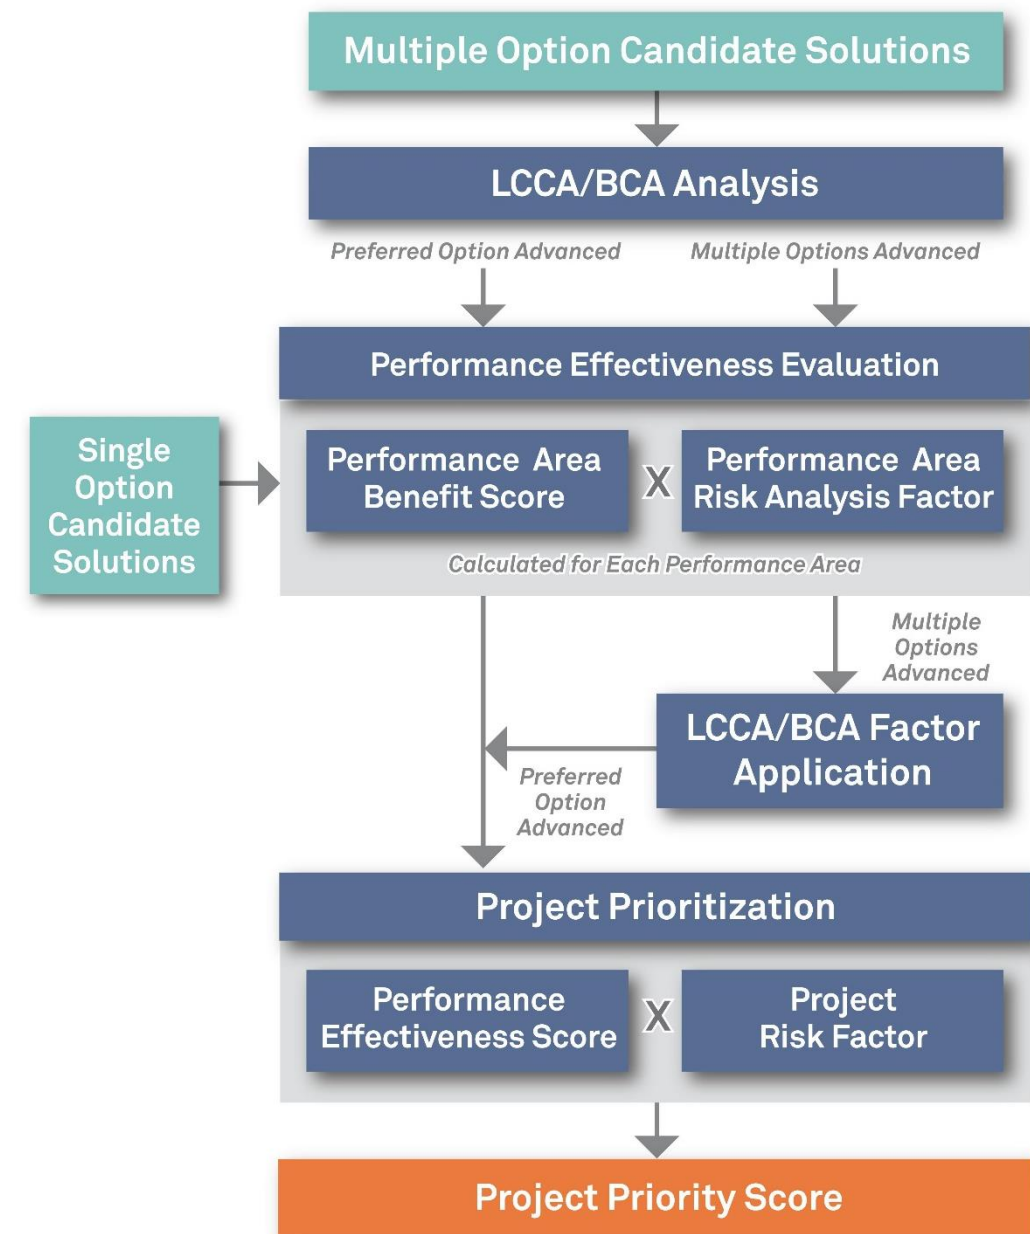 Multiple Option Candidate Solutions
LCCA/BCA Analysis
Preferred Option Advanced
Multiple Options Advanced
Performance Effectiveness Evaluation
Single
Option
Candidate
Solutions
Performance Area
Benefit Score
X
Performance Area
Risk Analysis Factor
Calculated for Each Performance Area
Multiple
Options
Advanced
LCCA/BCA Factor
Application
Preferred
Option
Advanced
Project Prioritization
Performance
Effectiveness Score
X
Project
Risk Factor
Project Priority Score